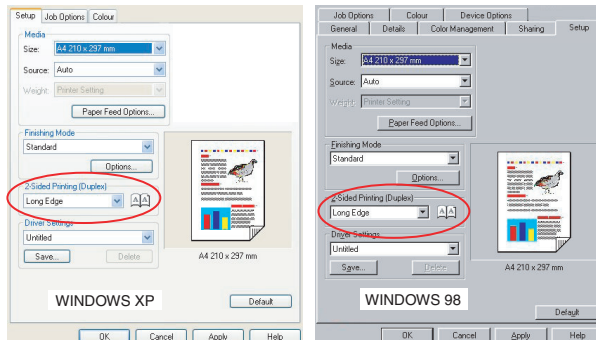 Setup Job Options Colour
Media
Size: A4 210 x 297 mm
Source: Auto
Weight: Printer Setting
Paper Feed Options...
Finishing Mode
Standard
Options...
2-Sided Printing (Duplex)
Long Edge
Driver Settings
Untitled
Save... Delete
A4 210 x 297 mm
WINDOWS XP
Default
OK Cancel Apply Help
Job Options Colour Device Options
General Details Color Management Sharing Setup
Media
Size: A4 210 x 297 mm
Source: Auto
Weight: Printer Setting
Paper Feed Options...
Finishing Mode
Standard
Options...
2-Sided Printing (Duplex)
Long Edge
Driver Settings
Untitled
Save... Delete
A4 210 x 297 mm
WINDOWS 98
Default
OK Cancel Apply Help